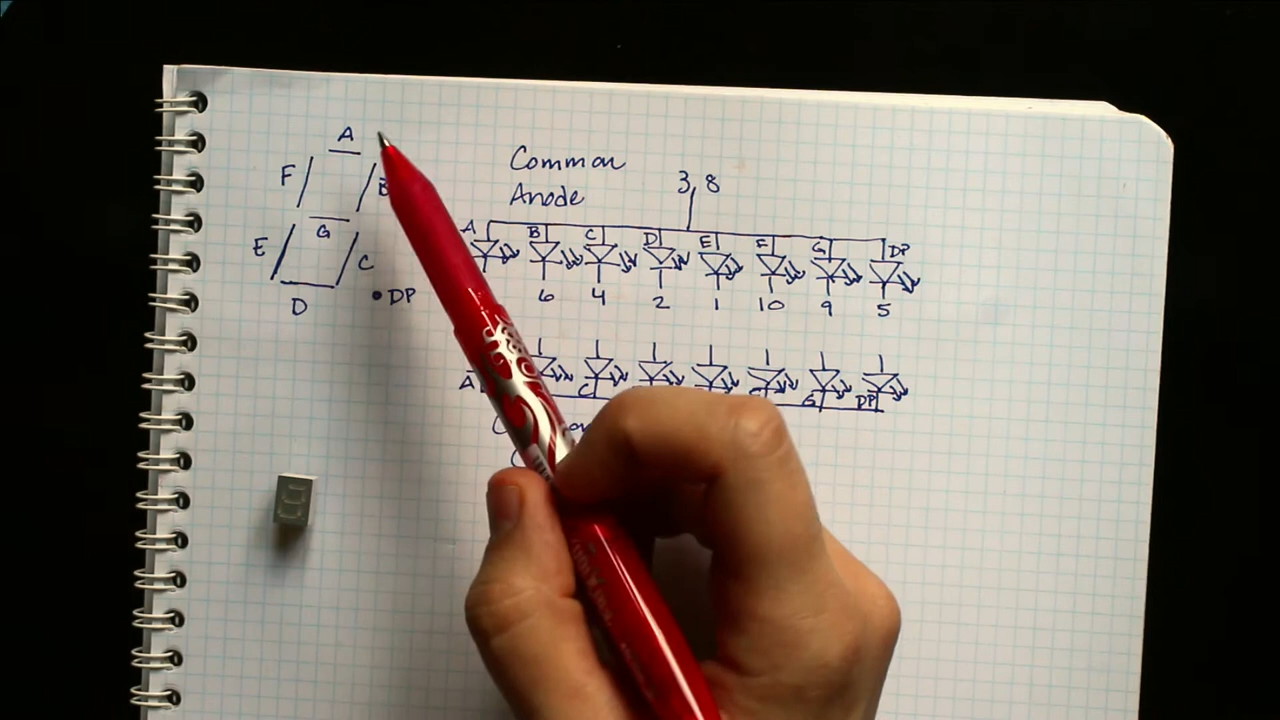 A
F
B
G
E
C
D
DP
Common
Anode
3, 8
A B C D E F G DP
6 4 2 1 10 9 5
A C G DP